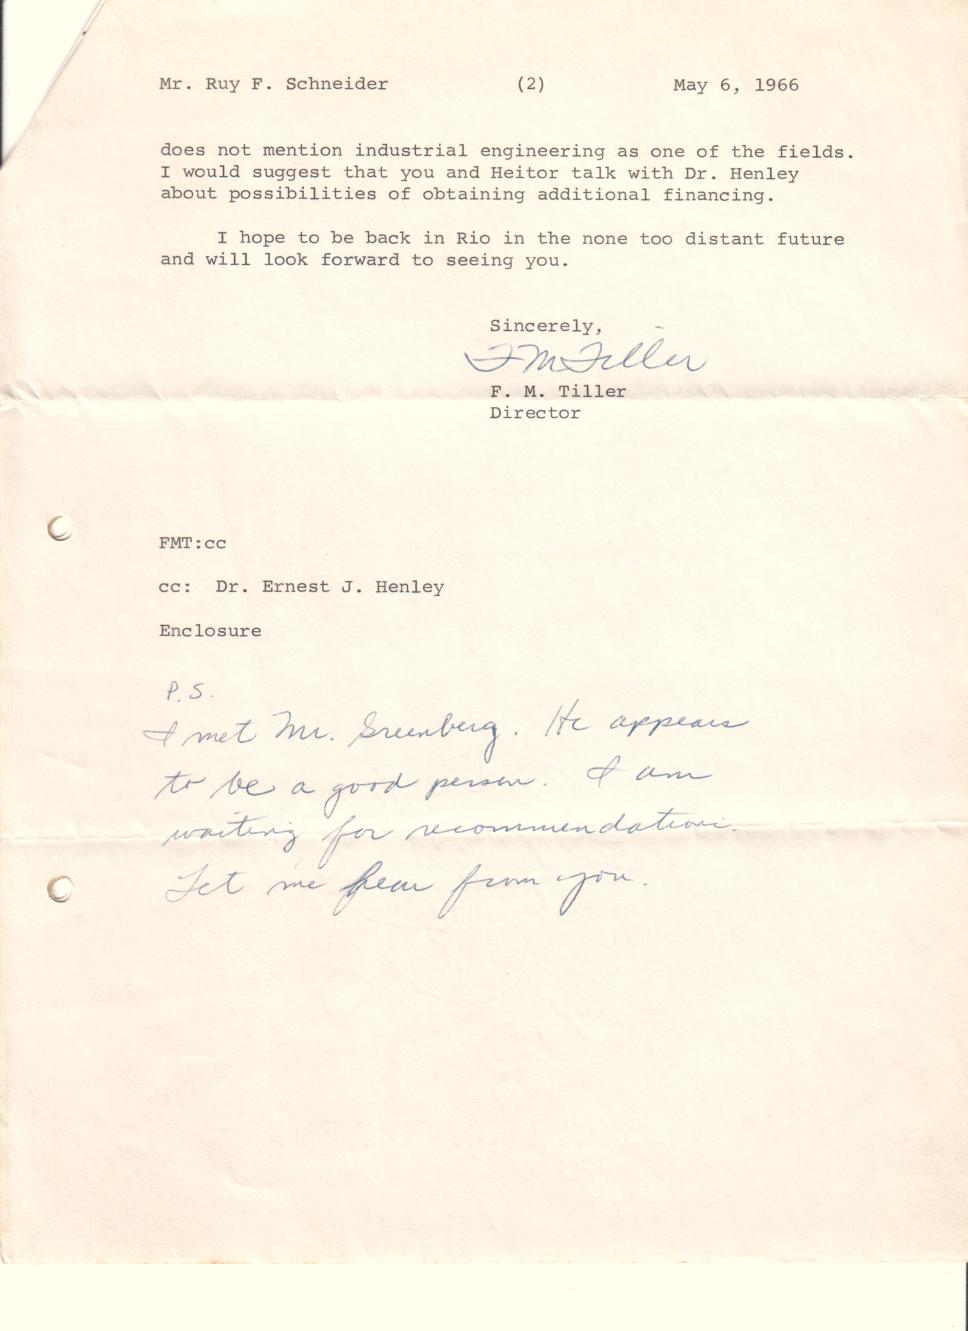 Mr. Ruy F. Schneider (2) May 6, 1966
does not mention industrial engineering as one of the fields.
I would suggest that you and Heitor talk with Dr. Henley
about possibilities of obtaining additional financing.
I hope to be back in Rio in the none too distant future
and will look forward to seeing you.
Sincerely,
F M Tiller
F. M. Tiller
Director
FMT:cc
cc: Dr. Ernest J. Henley
Enclosure
P.S.
I met Mr. Greenberg. He appears
to be a good person. I am
waiting for recommendations.
Let me hear from you.